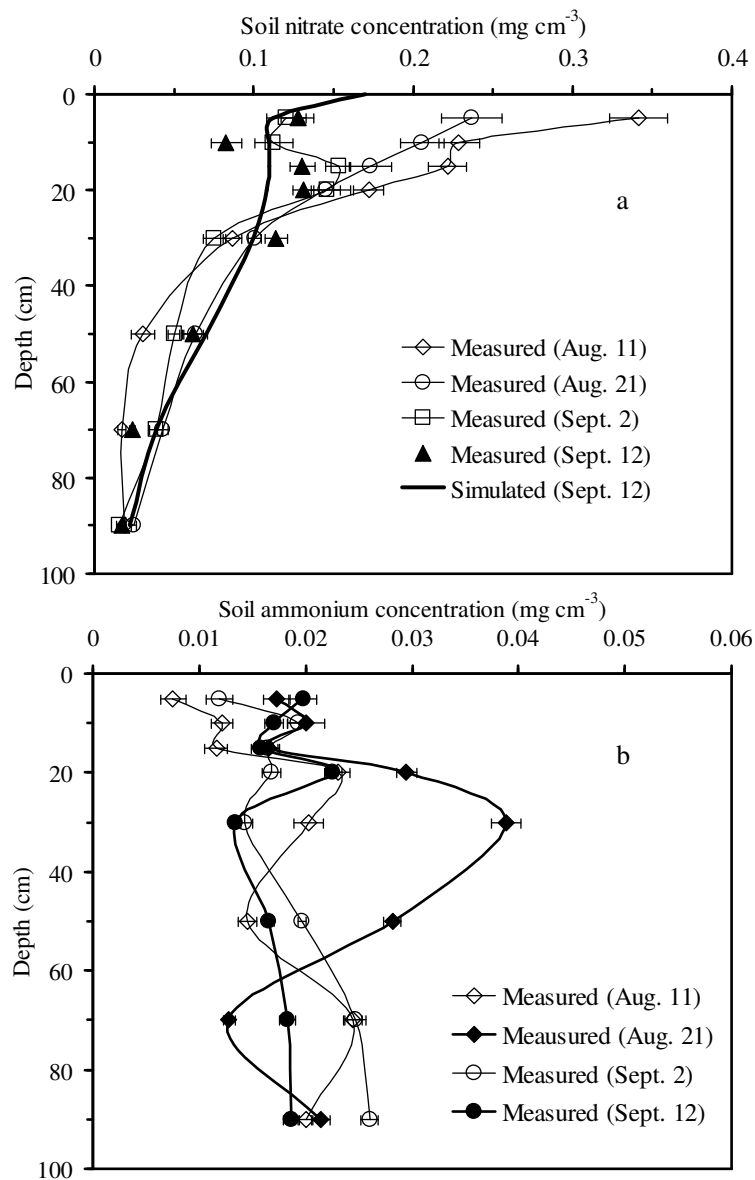 Soil nitrate concentration (mg cm-3)
0 0.1 0.2 0.3 0.4
0
20
40
60
80
100
Depth (cm)
a
Measured (Aug. 11)
Measured (Aug. 21)
Measured (Sept. 2)
Measured (Sept. 12)
Simulated (Sept. 12)
Soil ammonium concentration (mg cm-3)
0 0.01 0.02 0.03 0.04 0.05 0.06
0
20
40
60
80
100
Depth (cm)
b
Measured (Aug. 11)
Meausured (Aug. 21)
Measured (Sept. 2)
Measured (Sept. 12)